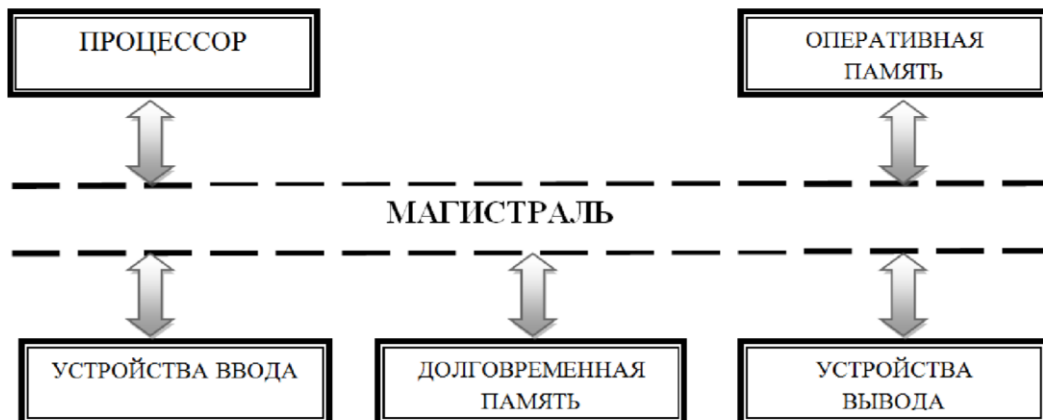 ПРОЦЕССОР
ОПЕРАТИВНАЯ
ПАМЯТЬ
МАГИСТРАЛЬ
УСТРОЙСТВА ВВОДА
ДОЛГОВРЕМЕННАЯ
ПАМЯТЬ
УСТРОЙСТВА
ВЫВОДА